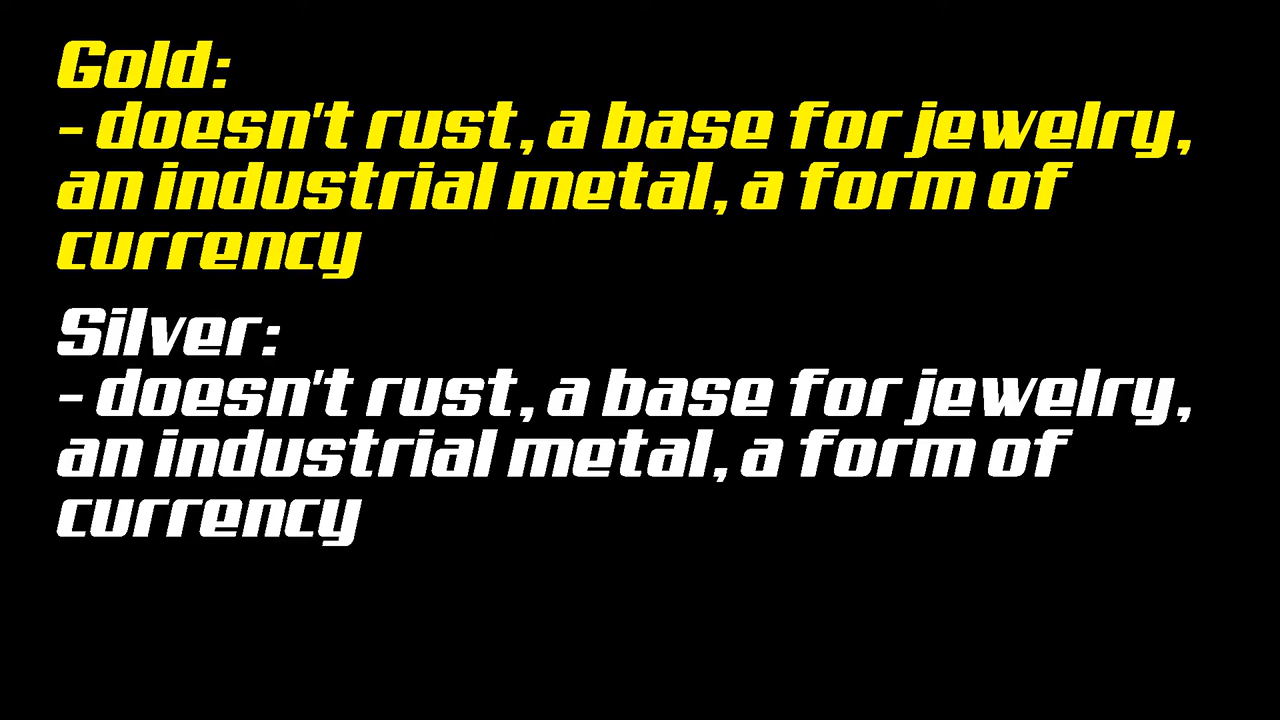 Gold:
- doesn't rust, a base for jewelry,
an industrial metal, a form of
currency
Silver:
- doesn't rust, a base for jewelry,
an industrial metal, a form of
currency